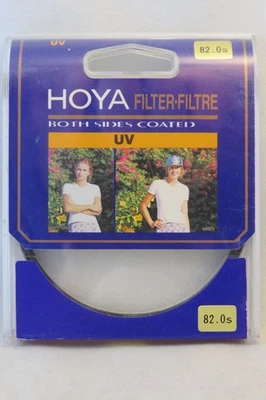 UV
82.0s
HOYA FILTER•FILTRE
BOTH SIDES COATED
UV
82.0s